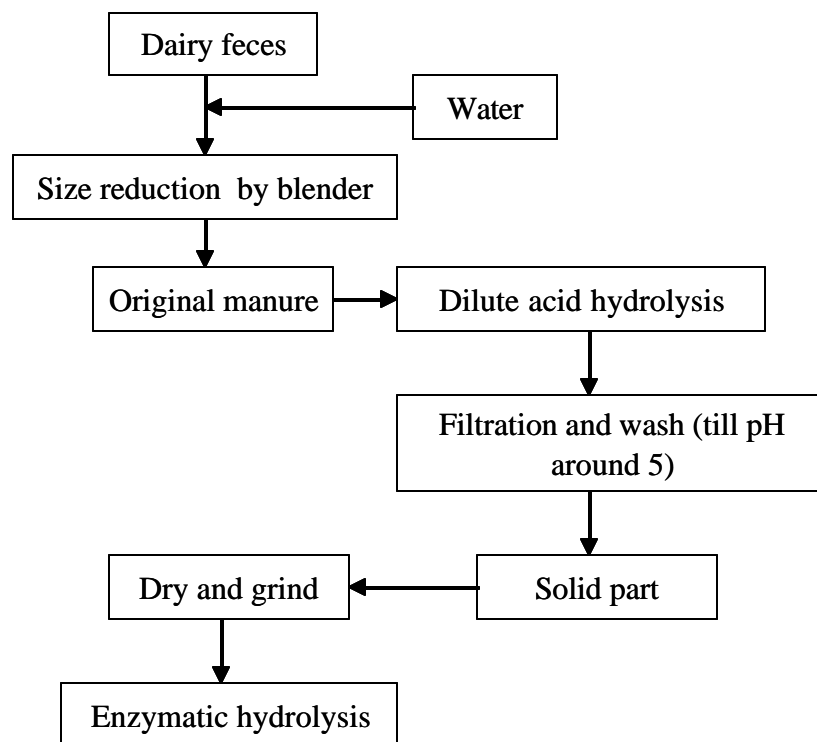 Dairy feces
Water
Size reduction by blender
Original manure
Dilute acid hydrolysis
Filtration and wash (till pH
around 5)
Solid part
Dry and grind
Enzymatic hydrolysis